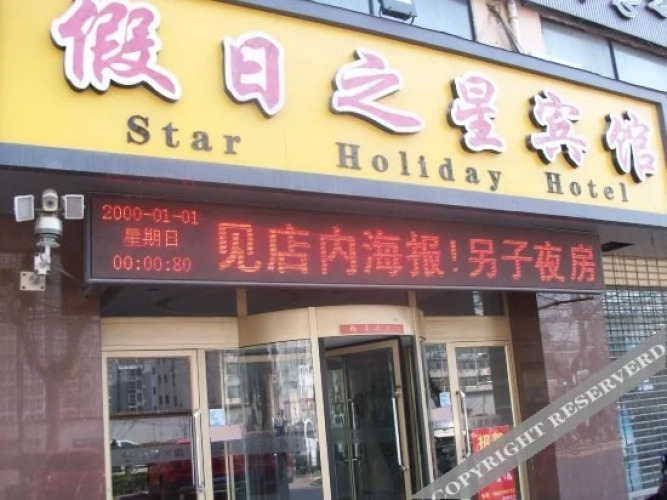 假日之星宾馆
Star Holiday Hotel
2000-01-01
星期日
00:00:80
见店内海报!另子夜房
COPYRIGHT RESERVED